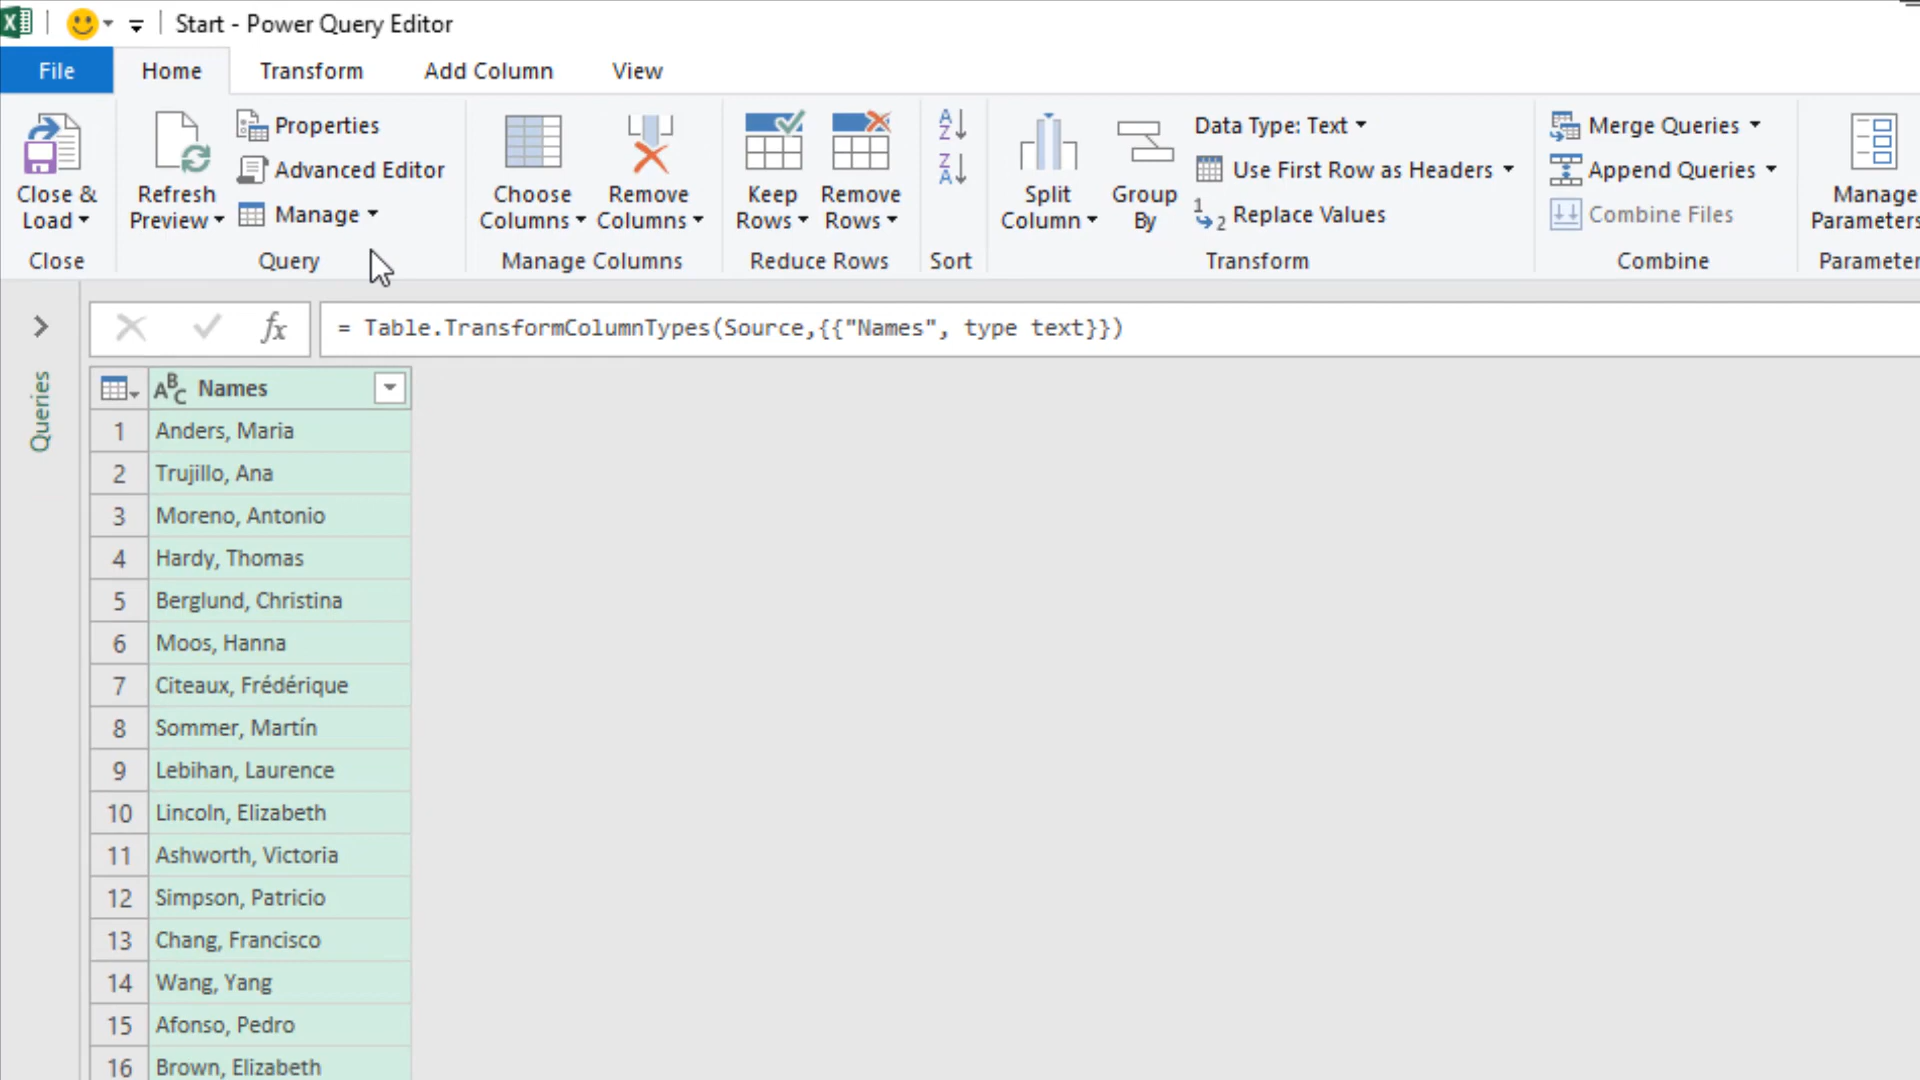 Start - Power Query Editor
File
Home
Transform
Add Column
View
Close &
Load
Close
Refresh
Preview
Properties
Advanced Editor
Manage
Query
Choose
Columns
Remove
Columns
Manage Columns
Keep
Rows
Remove
Rows
Reduce Rows
Sort
Split
Column
Group
By
Data Type: Text
Use First Row as Headers
Replace Values
Transform
Merge Queries
Append Queries
Combine Files
Combine
Manage
Parameters
Parameter
Queries
fx
= Table.TransformColumnTypes(Source,{{"Names", type text}})
ABC Names
1 Anders, Maria
2 Trujillo, Ana
3 Moreno, Antonio
4 Hardy, Thomas
5 Berglund, Christina
6 Moos, Hanna
7 Citeaux, Frédérique
8 Sommer, Martín
9 Lebihan, Laurence
10 Lincoln, Elizabeth
11 Ashworth, Victoria
12 Simpson, Patricio
13 Chang, Francisco
14 Wang, Yang
15 Afonso, Pedro
16 Brown, Elizabeth